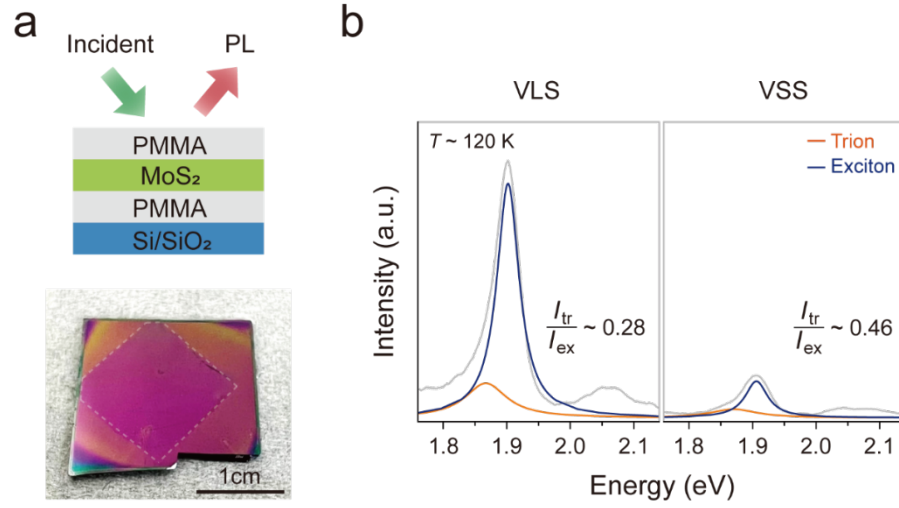 a
Incident
PL
PMMA
MoS₂
PMMA
Si/SiO₂
1cm
b
VLS
VSS
T ~ 120 K
Trion
Exciton
Intensity (a.u.)
I_tr/I_ex ~ 0.28
I_tr/I_ex ~ 0.46
1.8 1.9 2.0 2.1 1.8 1.9 2.0 2.1
Energy (eV)